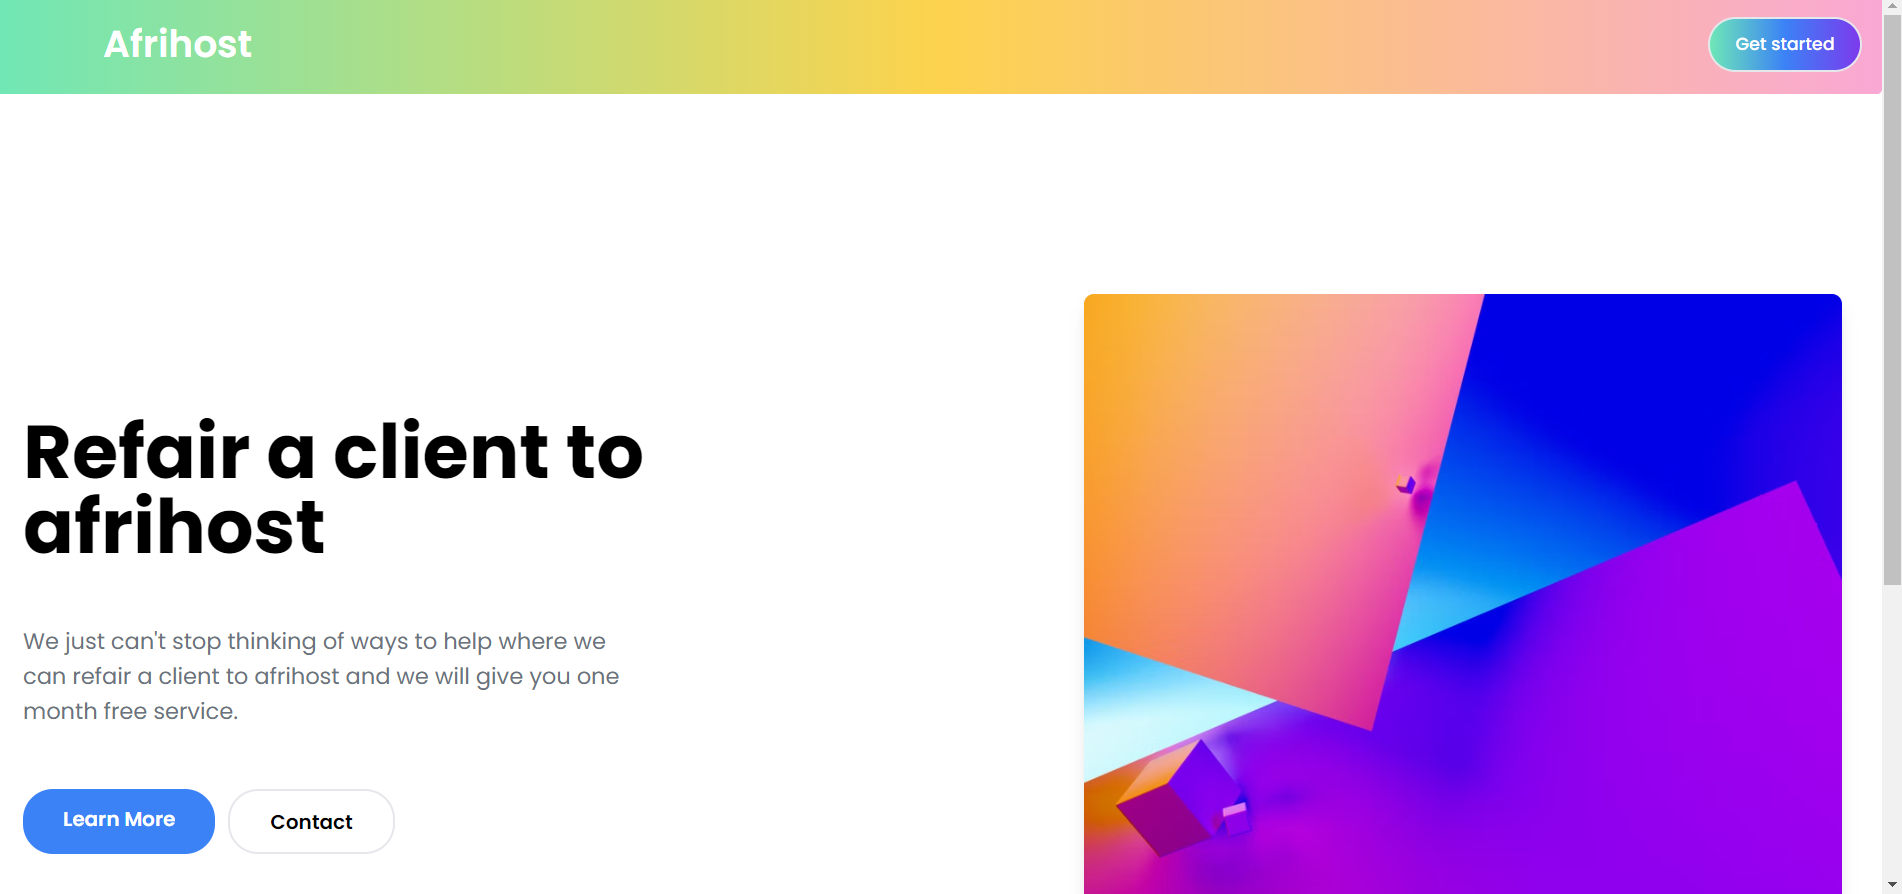 Afrihost
Get started
Refair a client to
afrihost
We just can't stop thinking of ways to help where we
can refair a client to afrihost and we will give you one
month free service.
Learn More
Contact